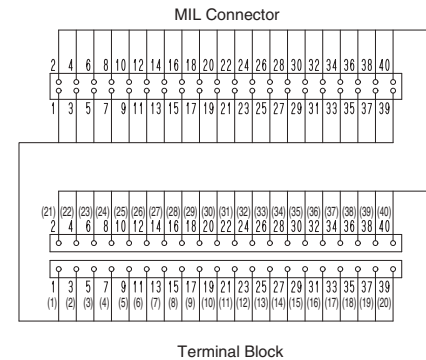 MIL Connector
2 4 6 8 10 12 14 16 18 20 22 24 26 28 30 32 34 36 38 40
1 3 5 7 9 11 13 15 17 19 21 23 25 27 29 31 33 35 37 39
(21) (22) (23) (24) (25) (26) (27) (28) (29) (30) (31) (32) (33) (34) (35) (36) (37) (38) (39) (40)
2 4 6 8 10 12 14 16 18 20 22 24 26 28 30 32 34 36 38 40
1 3 5 7 9 11 13 15 17 19 21 23 25 27 29 31 33 35 37 39
(1) (2) (3) (4) (5) (6) (7) (8) (9) (10) (11) (12) (13) (14) (15) (16) (17) (18) (19) (20)
Terminal Block